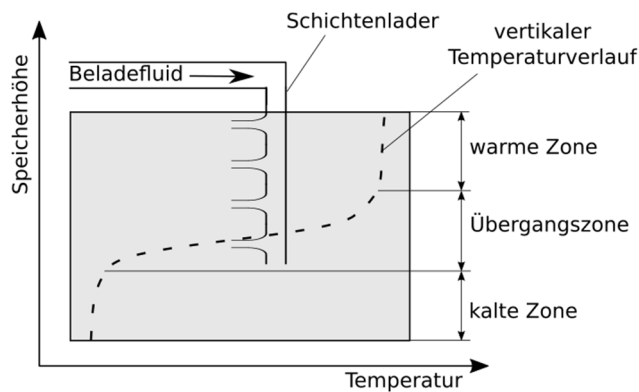 Schichtenlader
vertikaler
Temperaturverlauf
Beladefluid
Speicherhöhe
warme Zone
Übergangszone
kalte Zone
Temperatur